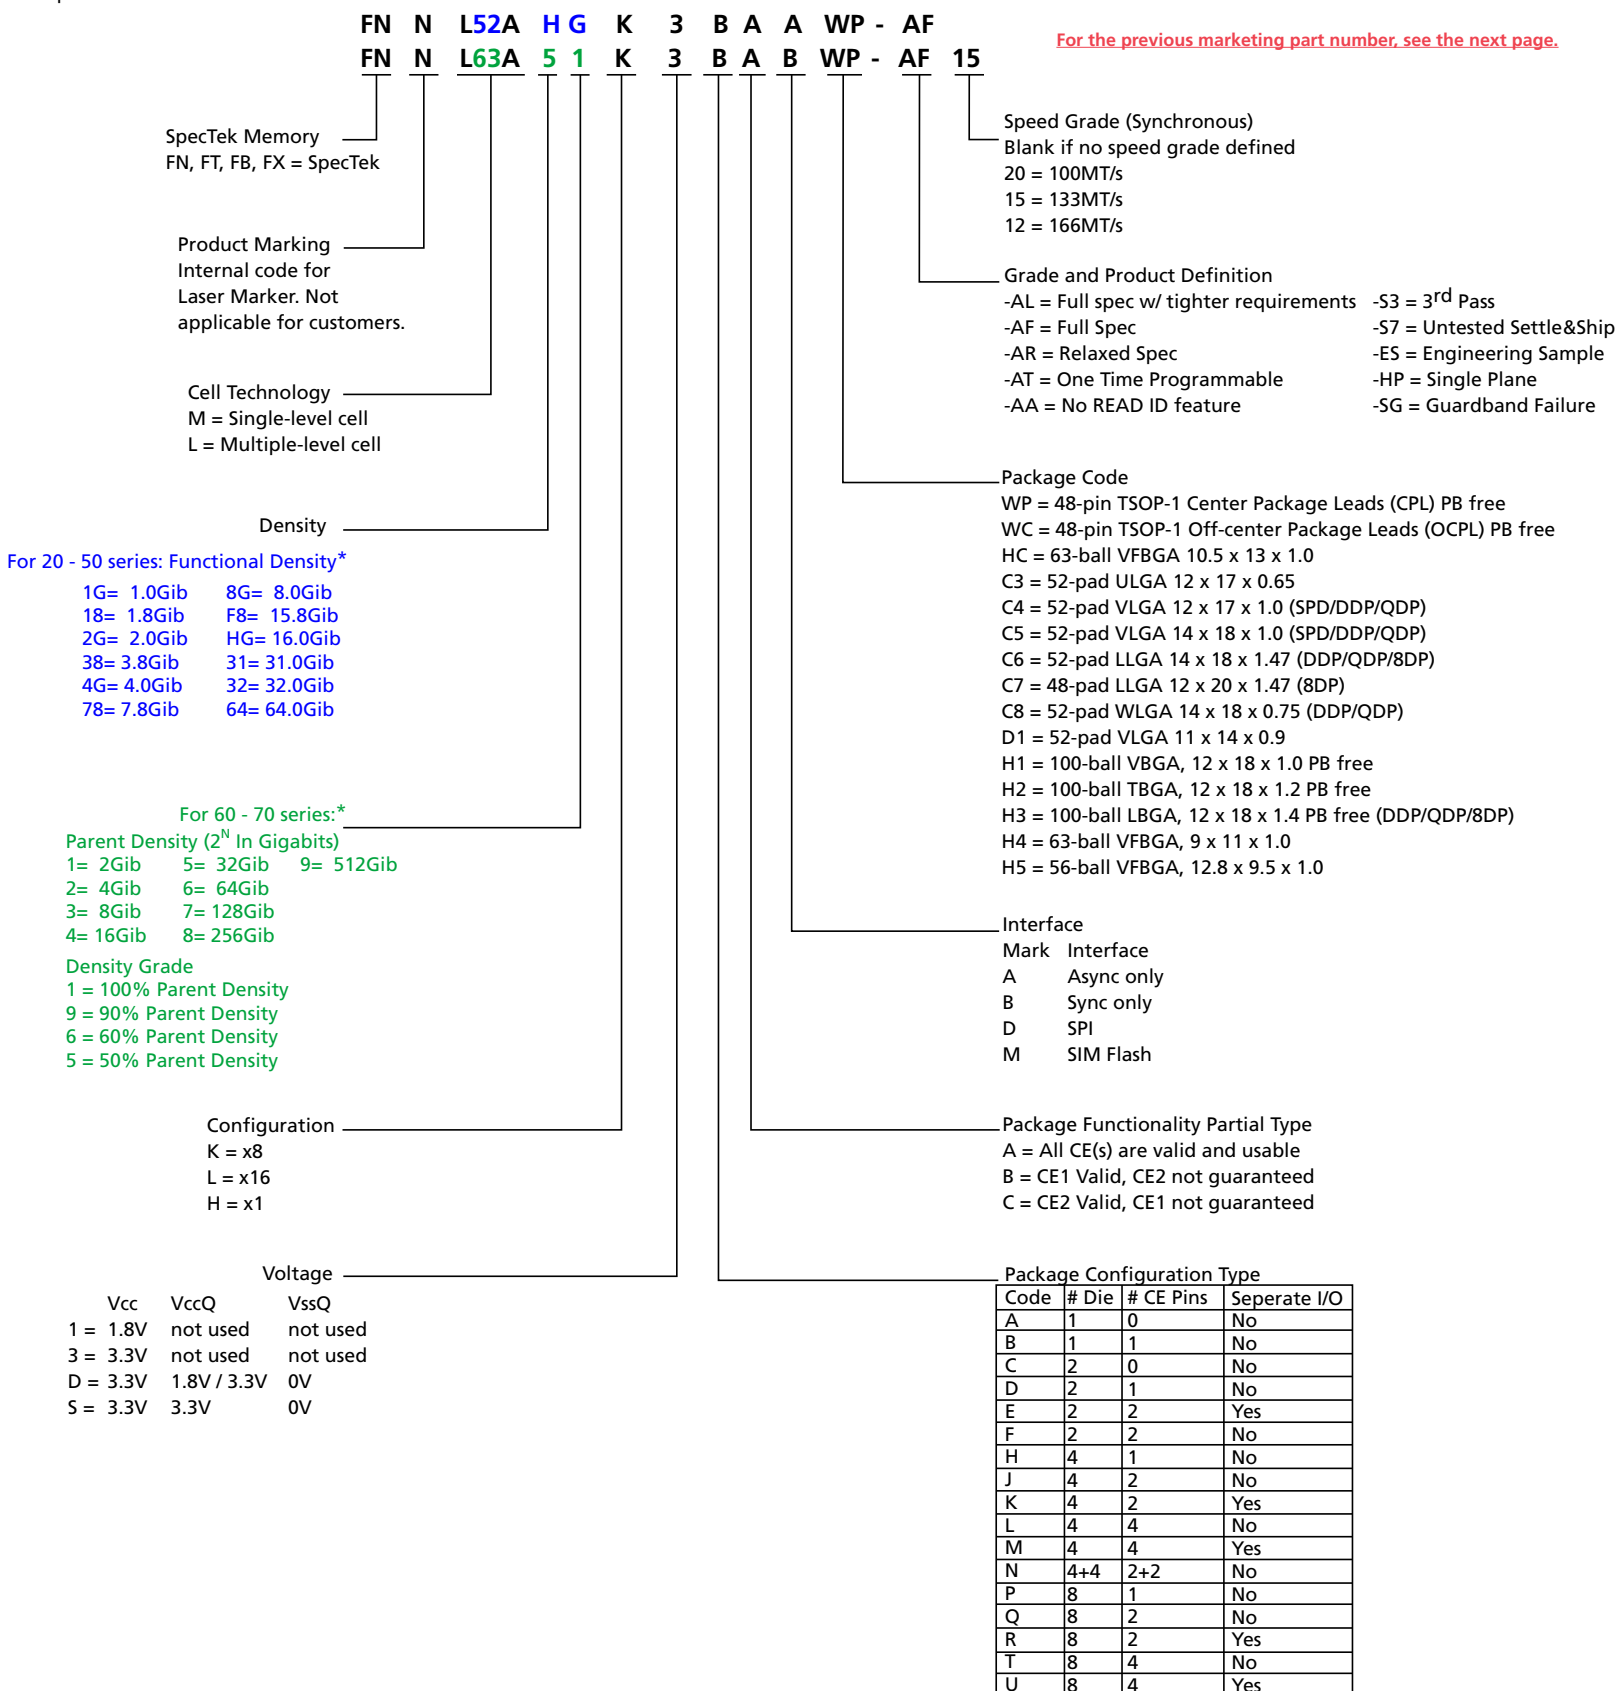 FN N L52A H G K 3 B A A WP - AF
For the previous marketing part number, see the next page.
FN N L63A 5 1 K 3 B A B WP - AF 15
SpecTek Memory
FN, FT, FB, FX = SpecTek
Product Marking
Internal code for
Laser Marker. Not
applicable for customers.
Cell Technology
M = Single-level cell
L = Multiple-level cell
Density
For 20 - 50 series: Functional Density*
1G= 1.0Gib 8G= 8.0Gib
18= 1.8Gib F8= 15.8Gib
2G= 2.0Gib HG= 16.0Gib
38= 3.8Gib 31= 31.0Gib
4G= 4.0Gib 32= 32.0Gib
78= 7.8Gib 64= 64.0Gib
For 60 - 70 series:*
Parent Density (2^N In Gigabits)
1= 2Gib 5= 32Gib 9= 512Gib
2= 4Gib 6= 64Gib
3= 8Gib 7= 128Gib
4= 16Gib 8= 256Gib
Density Grade
1 = 100% Parent Density
9 = 90% Parent Density
6 = 60% Parent Density
5 = 50% Parent Density
Configuration
K = x8
L = x16
H = x1
Voltage
Vcc VccQ VssQ
1 = 1.8V not used not used
3 = 3.3V not used not used
D = 3.3V 1.8V / 3.3V 0V
S = 3.3V 3.3V 0V
Speed Grade (Synchronous)
Blank if no speed grade defined
20 = 100MT/s
15 = 133MT/s
12 = 166MT/s
Grade and Product Definition
-AL = Full spec w/ tighter requirements -S3 = 3rd Pass
-AF = Full Spec -S7 = Untested Settle&Ship
-AR = Relaxed Spec -ES = Engineering Sample
-AT = One Time Programmable -HP = Single Plane
-AA = No READ ID feature -SG = Guardband Failure
Package Code
WP = 48-pin TSOP-1 Center Package Leads (CPL) PB free
WC = 48-pin TSOP-1 Off-center Package Leads (OCPL) PB free
HC = 63-ball VFBGA 10.5 x 13 x 1.0
C3 = 52-pad ULGA 12 x 17 x 0.65
C4 = 52-pad VLGA 12 x 17 x 1.0 (SPD/DDP/QDP)
C5 = 52-pad VLGA 14 x 18 x 1.0 (SPD/DDP/QDP)
C6 = 52-pad LLGA 14 x 18 x 1.47 (DDP/QDP/8DP)
C7 = 48-pad LLGA 12 x 20 x 1.47 (8DP)
C8 = 52-pad WLGA 14 x 18 x 0.75 (DDP/QDP)
D1 = 52-pad VLGA 11 x 14 x 0.9
H1 = 100-ball VBGA, 12 x 18 x 1.0 PB free
H2 = 100-ball TBGA, 12 x 18 x 1.2 PB free
H3 = 100-ball LBGA, 12 x 18 x 1.4 PB free (DDP/QDP/8DP)
H4 = 63-ball VFBGA, 9 x 11 x 1.0
H5 = 56-ball VFBGA, 12.8 x 9.5 x 1.0
Interface
Mark Interface
A Async only
B Sync only
D SPI
M SIM Flash
Package Functionality Partial Type
A = All CE(s) are valid and usable
B = CE1 Valid, CE2 not guaranteed
C = CE2 Valid, CE1 not guaranteed
Package Configuration Type
Code # Die # CE Pins Seperate I/O
A 1 0 No
B 1 1 No
C 2 0 No
D 2 1 No
E 2 2 Yes
F 2 2 No
H 4 1 No
J 4 2 No
K 4 2 Yes
L 4 4 No
M 4 4 Yes
N 4+4 2+2 No
P 8 1 No
Q 8 2 No
R 8 2 Yes
T 8 4 No
U 8 4 Yes